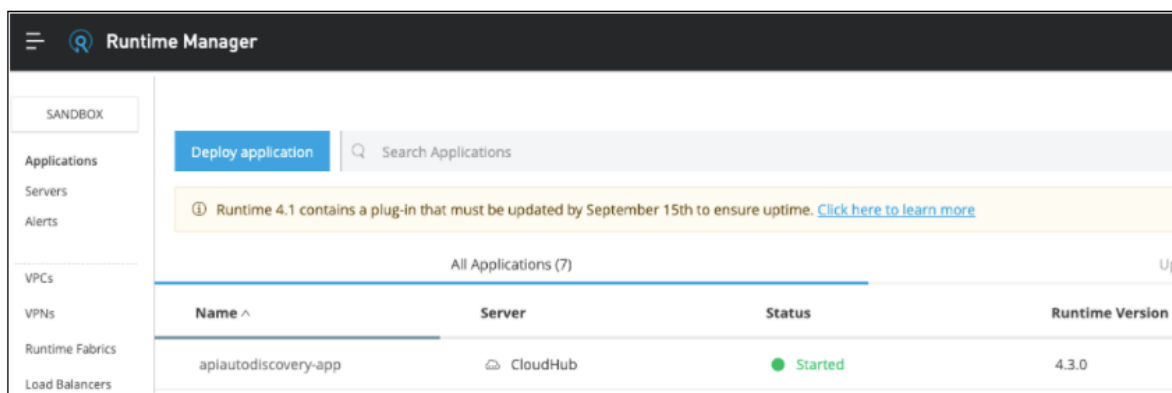 Runtime Manager
SANDBOX
Applications
Servers
Alerts
VPCs
VPNs
Runtime Fabrics
Load Balancers
Deploy application
Search Applications
Runtime 4.1 contains a plug-in that must be updated by September 15th to ensure uptime. Click here to learn more
All Applications (7)
Name Server Status Runtime Version
apiautodiscovery-app CloudHub Started 4.3.0